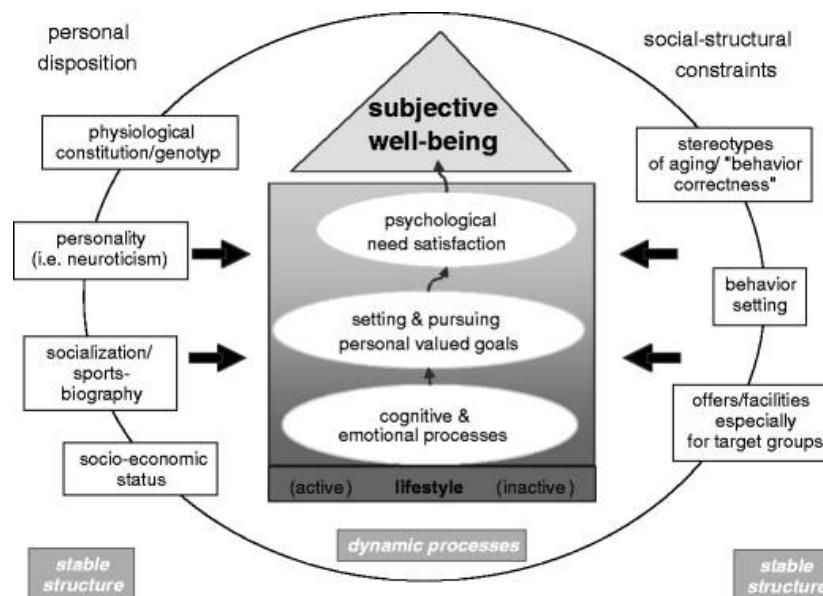 personal
disposition
social-structural
constraints
subjective
well-being
physiological
constitution/genotyp
stereotypes
of aging/ "behavior
correctness"
psychological
need satisfaction
personality
(i.e. neuroticism)
behavior
setting
setting & pursuing
personal valued goals
socialization/
sports-
biography
offers/facilities
especially
for target groups
cognitive &
emotional processes
socio-economic
status
(active) lifestyle (inactive)
dynamic processes
stable
structure
stable
structure